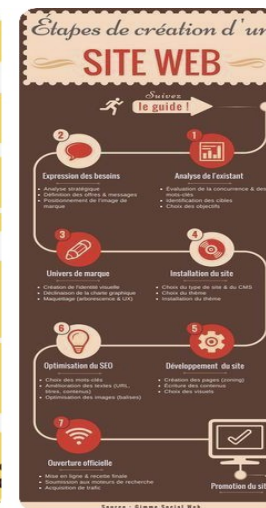 Étapes de création d'un
SITE WEB
Suivez
le guide !
2
Expression des besoins
• Analyse stratégique
• Définition des offres & messages
• Positionnement de l'image de
marque
1
Analyse de l'existant
• Évaluation de la concurrence & des
mots-clés
• Identification des cibles
• Choix des objectifs
3
Univers de marque
• Création de l'identité visuelle
• Déclinaison de la charte graphique
• Maquettage (arborescence & UX)
4
Installation du site
• Choix du type de site & du CMS
• Choix du thème
• Installation du thème
6
Optimisation du SEO
• Choix des mots-clés
• Amélioration des textes (URL,
titres, contenus)
• Optimisation des images (balises)
5
Développement du site
• Création des pages (zoning)
• Écriture des contenus
• Choix des visuels
7
Ouverture officielle
• Mise en ligne & recette finale
• Soumission aux moteurs de recherche
• Acquisition de trafic
Promotion du sit
Source : Gimme Social Web